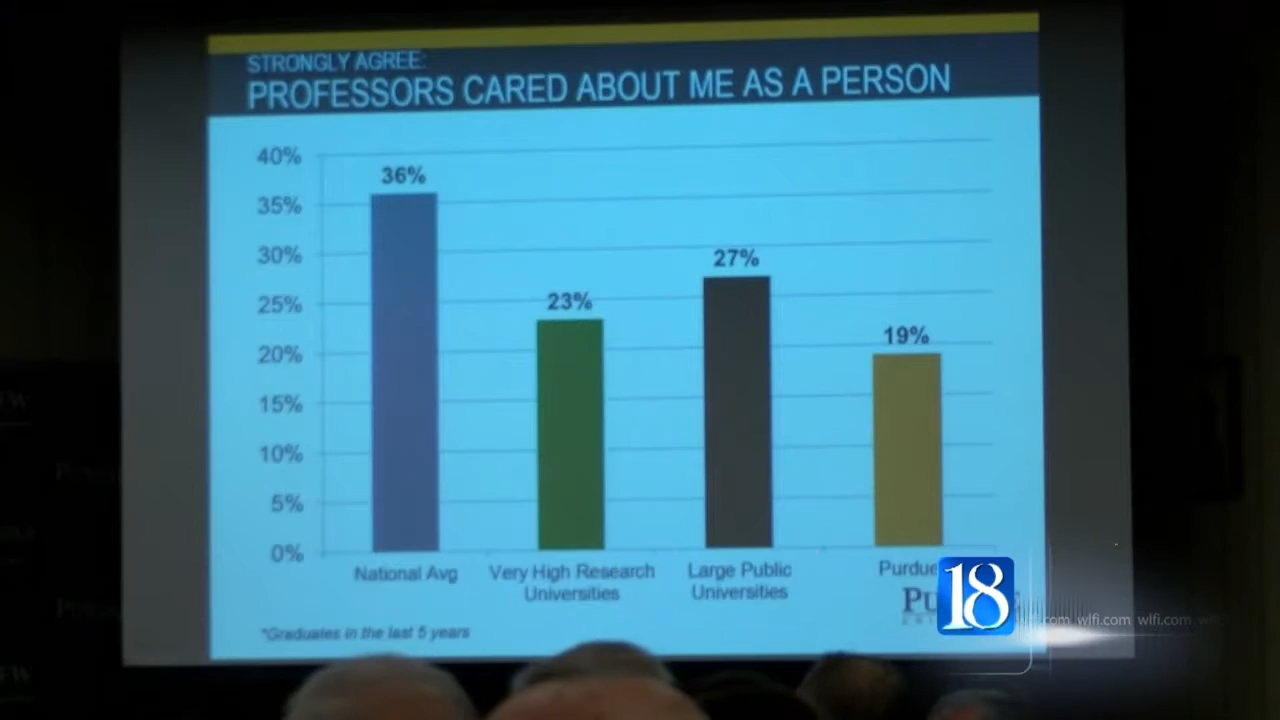 STRONGLY AGREE:
PROFESSORS CARED ABOUT ME AS A PERSON
40%
35%
30%
25%
20%
15%
10%
5%
0%
36%
23%
27%
19%
National Avg
Very High Research
Universities
Large Public
Universities
Purdue
*Graduates in the last 5 years
18
wlfi.com wlfi.com